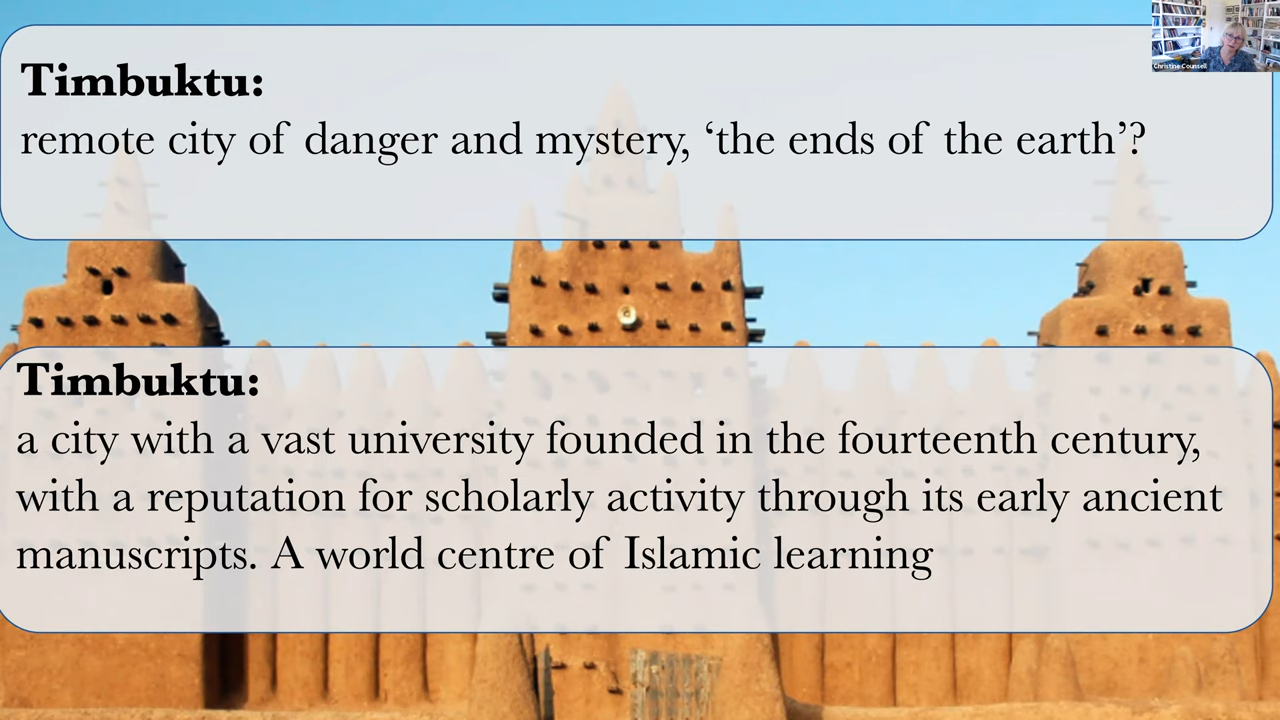 Christine Counsell
Timbuktu:
remote city of danger and mystery, ‘the ends of the earth’?
Timbuktu:
a city with a vast university founded in the fourteenth century,
with a reputation for scholarly activity through its early ancient
manuscripts. A world centre of Islamic learning